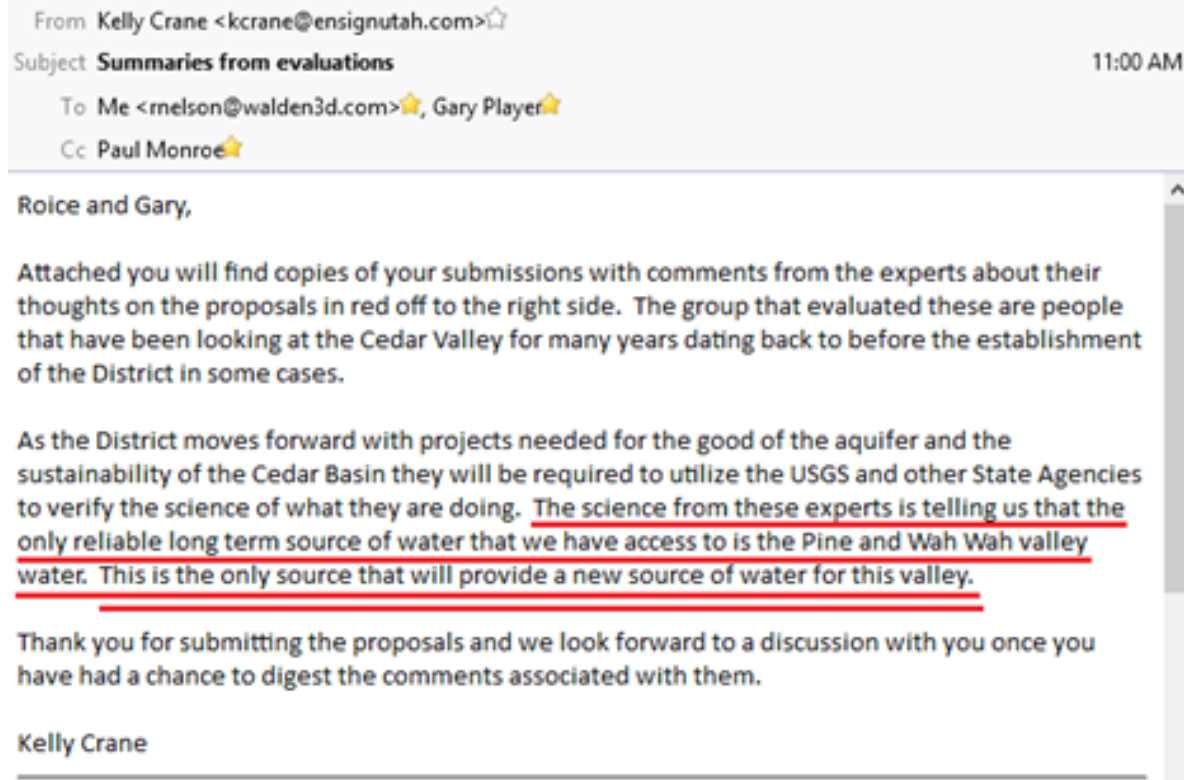 From Kelly Crane <kcrane@ensignutah.com>
Subject Summaries from evaluations 11:00 AM
To Me <rnelson@walden3d.com>, Gary Player
Cc Paul Monroe
Roice and Gary,
Attached you will find copies of your submissions with comments from the experts about their
thoughts on the proposals in red off to the right side. The group that evaluated these are people
that have been looking at the Cedar Valley for many years dating back to before the establishment
of the District in some cases.
As the District moves forward with projects needed for the good of the aquifer and the
sustainability of the Cedar Basin they will be required to utilize the USGS and other State Agencies
to verify the science of what they are doing. The science from these experts is telling us that the
only reliable long term source of water that we have access to is the Pine and Wah Wah valley
water. This is the only source that will provide a new source of water for this valley.
Thank you for submitting the proposals and we look forward to a discussion with you once you
have had a chance to digest the comments associated with them.
Kelly Crane